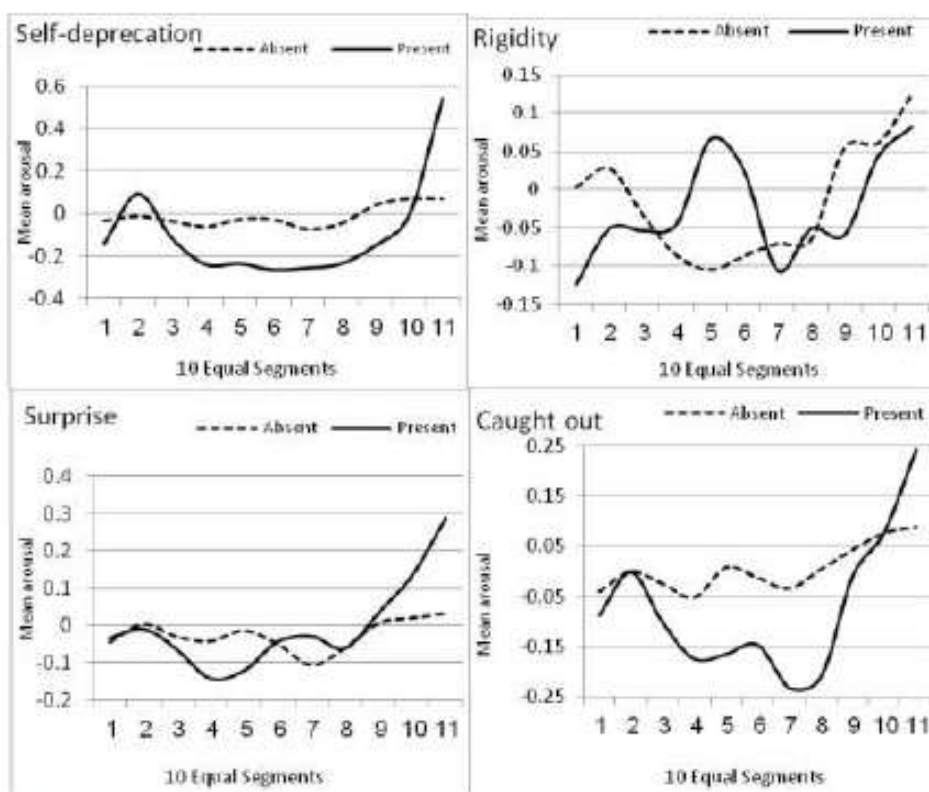 Self-deprecation
Absent Present
0.6
0.4
0.2
0
-0.2
-0.4
Mean arousal
1 2 3 4 5 6 7 8 9 10 11
10 Equal Segments
Rigidity
Absent Present
0.15
0.1
0.05
0
-0.05
-0.1
-0.15
Mean arousal
1 2 3 4 5 6 7 8 9 10 11
10 Equal Segments
Surprise
Absent Present
0.4
0.3
0.2
0.1
0
-0.1
-0.2
Mean arousal
1 2 3 4 5 6 7 8 9 10 11
10 Equal Segments
Caught out
Absent Present
0.25
0.15
0.05
-0.05
-0.15
-0.25
Mean arousal
1 2 3 4 5 6 7 8 9 10 11
10 Equal Segments